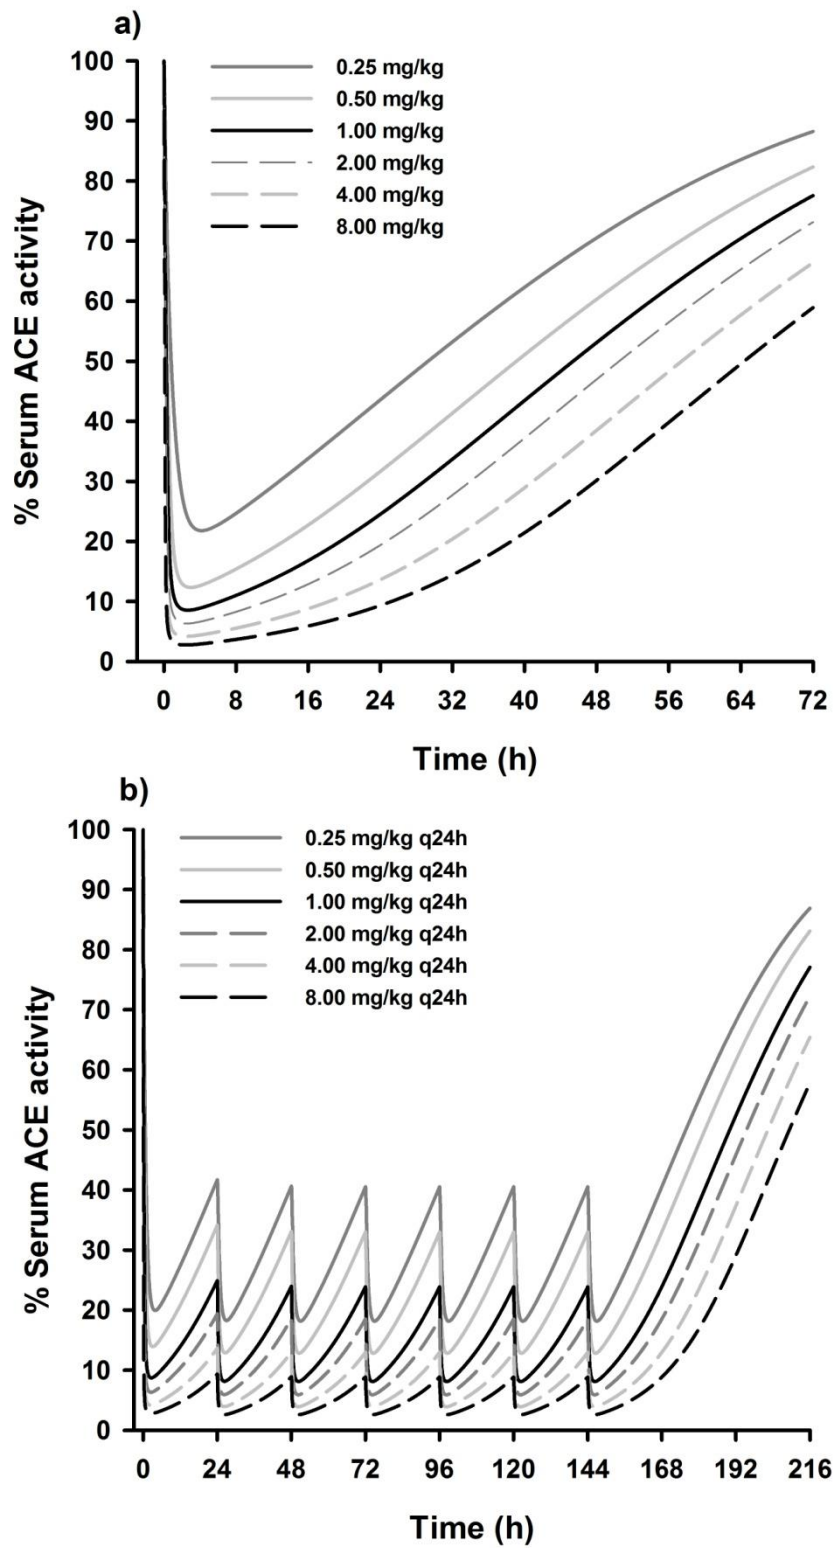 a)
100
90
80
70
60
50
40
30
20
10
0
% Serum ACE activity
0.25 mg/kg
0.50 mg/kg
1.00 mg/kg
2.00 mg/kg
4.00 mg/kg
8.00 mg/kg
0 8 16 24 32 40 48 56 64 72
Time (h)
b)
100
90
80
70
60
50
40
30
20
10
0
% Serum ACE activity
0.25 mg/kg q24h
0.50 mg/kg q24h
1.00 mg/kg q24h
2.00 mg/kg q24h
4.00 mg/kg q24h
8.00 mg/kg q24h
0 24 48 72 96 120 144 168 192 216
Time (h)